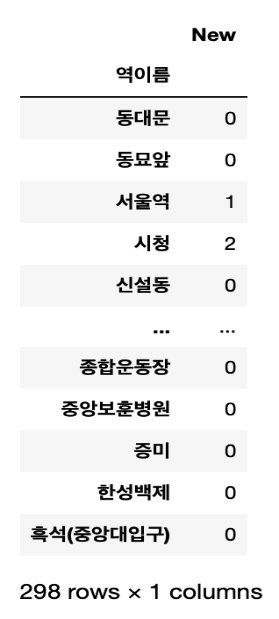 New
역이름
동대문 0
동묘앞 0
서울역 1
시청 2
신설동 0
... ...
종합운동장 0
중앙보훈병원 0
증미 0
한성백제 0
흑석(중앙대입구) 0
298 rows × 1 columns